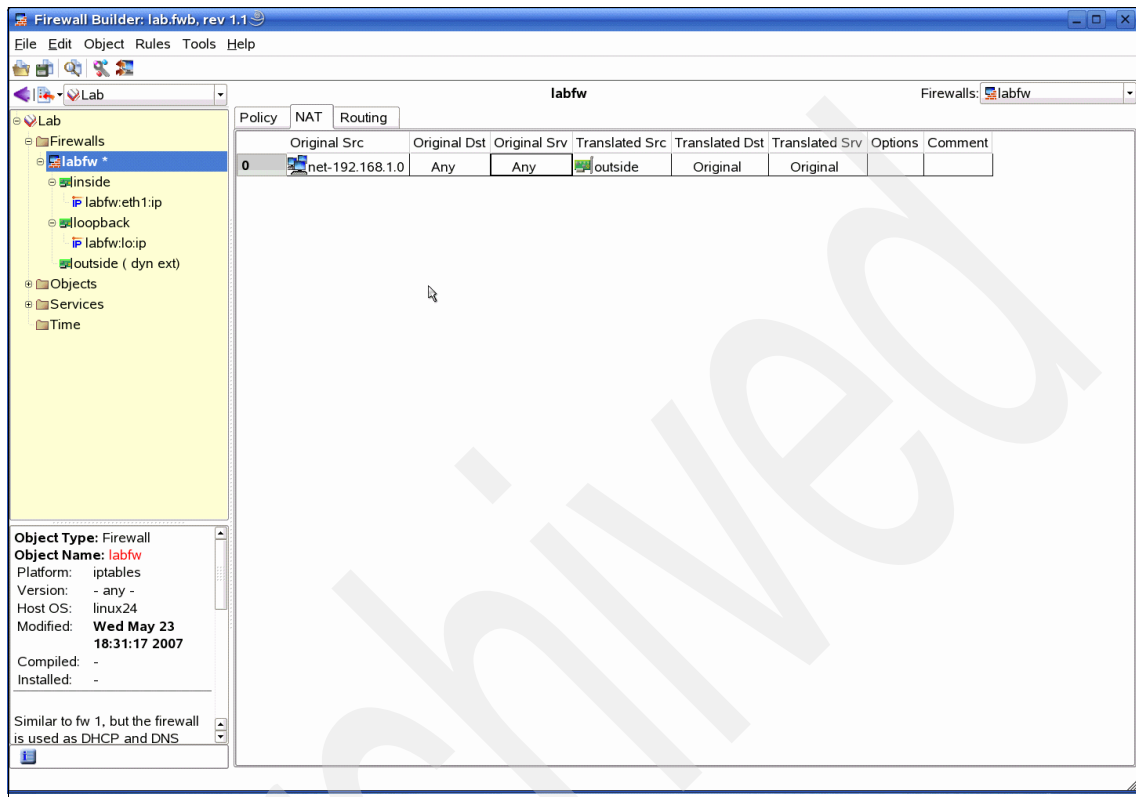 Firewall Builder: lab.fwb, rev 1.1
File Edit Object Rules Tools Help
Lab
labfw
Firewalls: labfw
Lab
Firewalls
labfw *
inside
IP labfw:eth1:ip
loopback
IP labfw:lo:ip
outside ( dyn ext)
Objects
Services
Time
Policy NAT Routing
Original Src Original Dst Original Srv Translated Src Translated Dst Translated Srv Options Comment
0 net-192.168.1.0 Any Any outside Original Original
Object Type: Firewall
Object Name: labfw
Platform: iptables
Version: - any -
Host OS: linux24
Modified: Wed May 23
18:31:17 2007
Compiled: -
Installed: -
Similar to fw 1, but the firewall
is used as DHCP and DNS